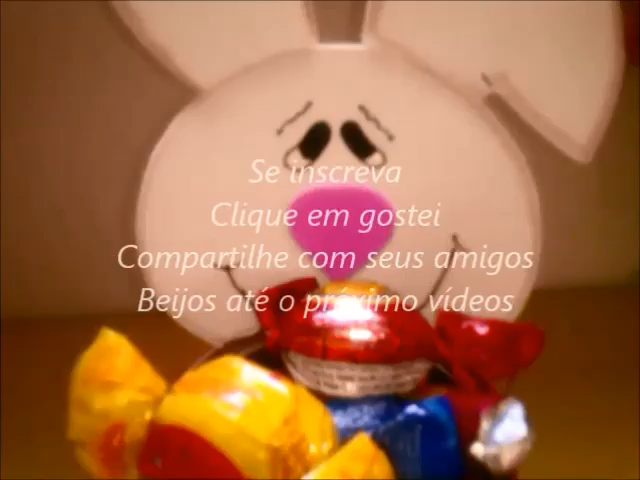 Se inscreva
Clique em gostei
Compartilhe com seus amigos
Beijos até o próximo vídeos